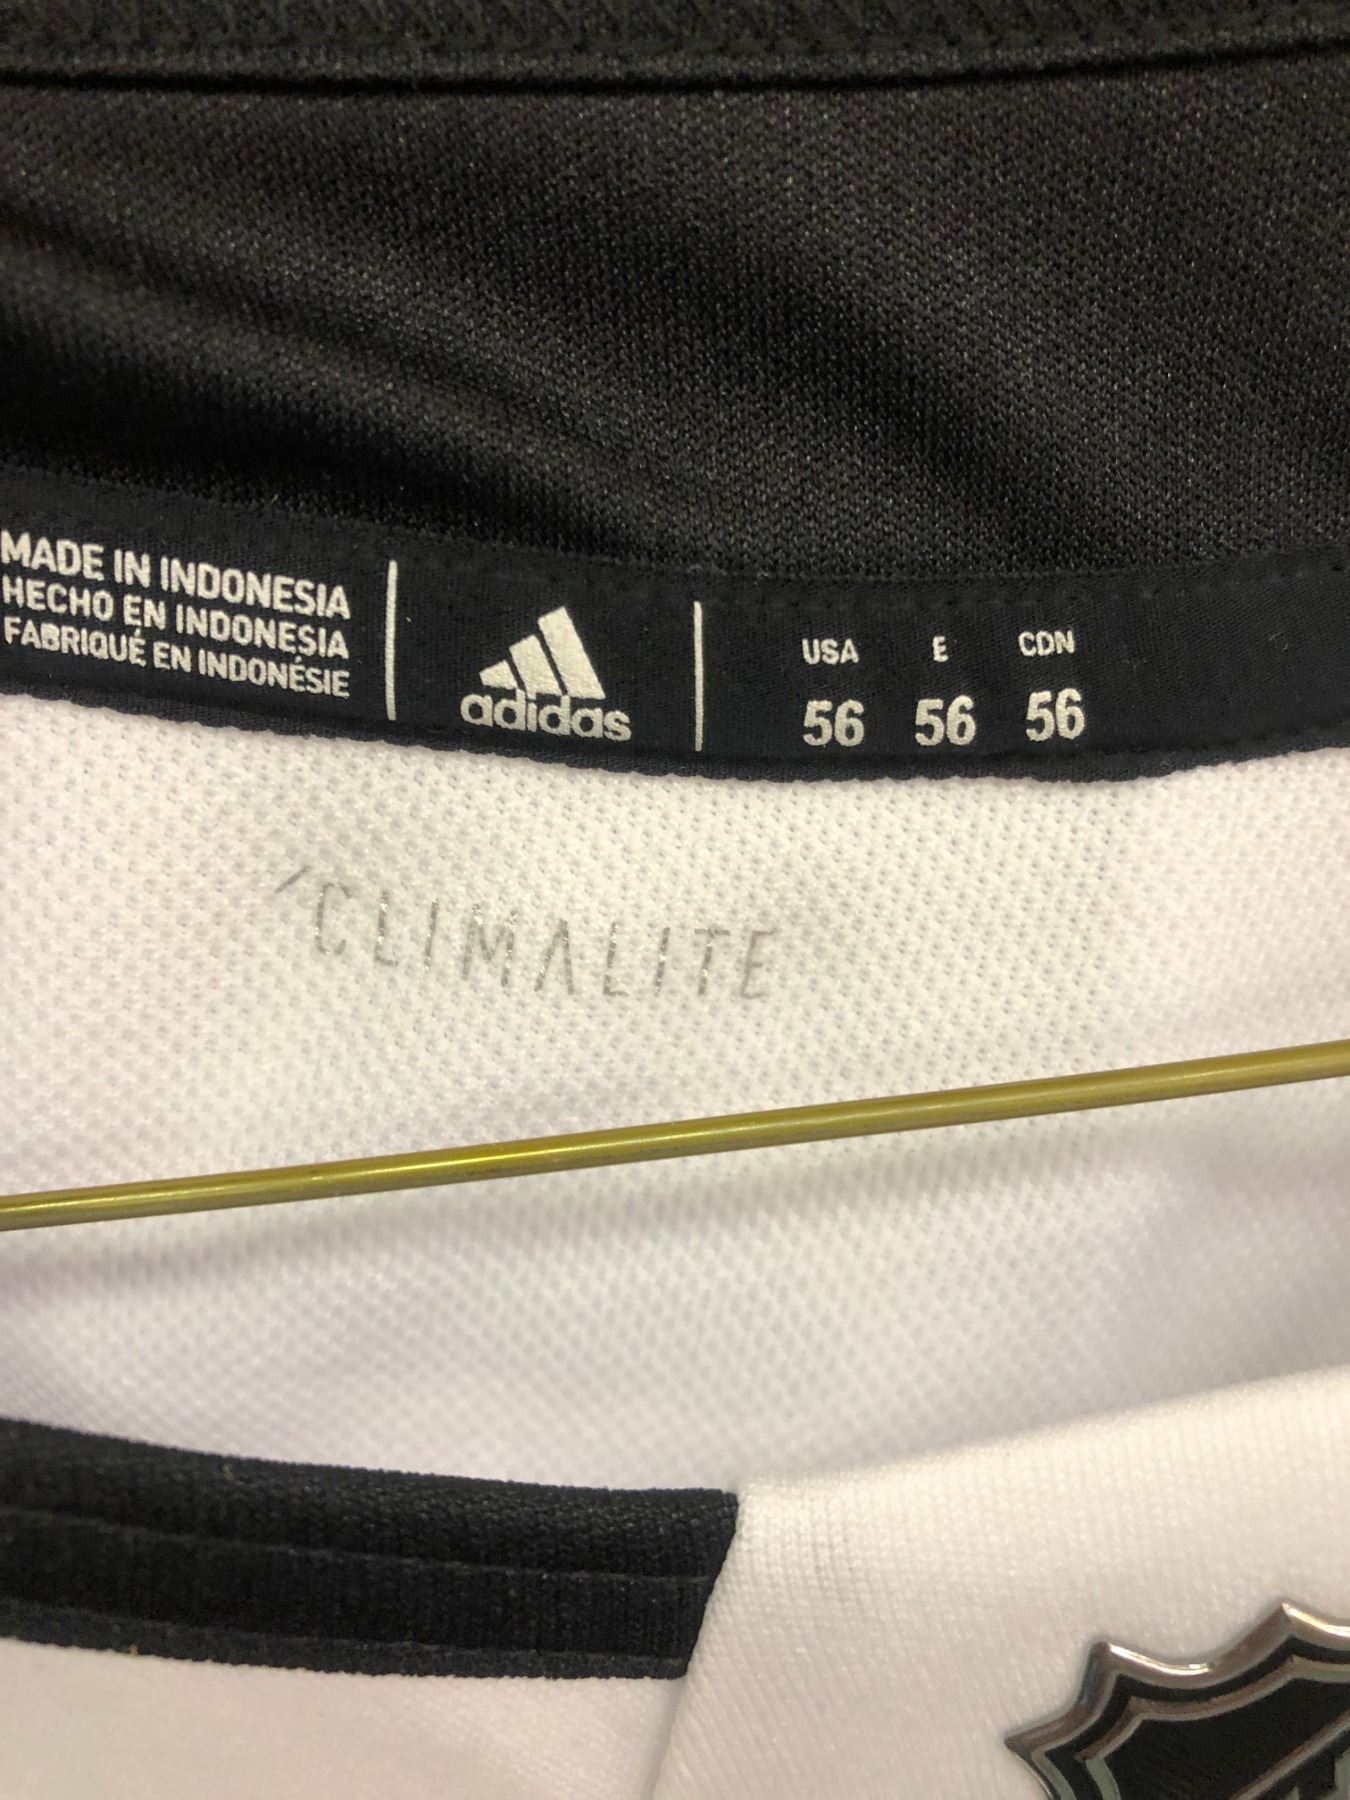 MADE IN INDONESIA
HECHO EN INDONESIA
FABRIQUÉ EN INDONÉSIE
adidas
USA E CDN
56 56 56
CLIMALITE